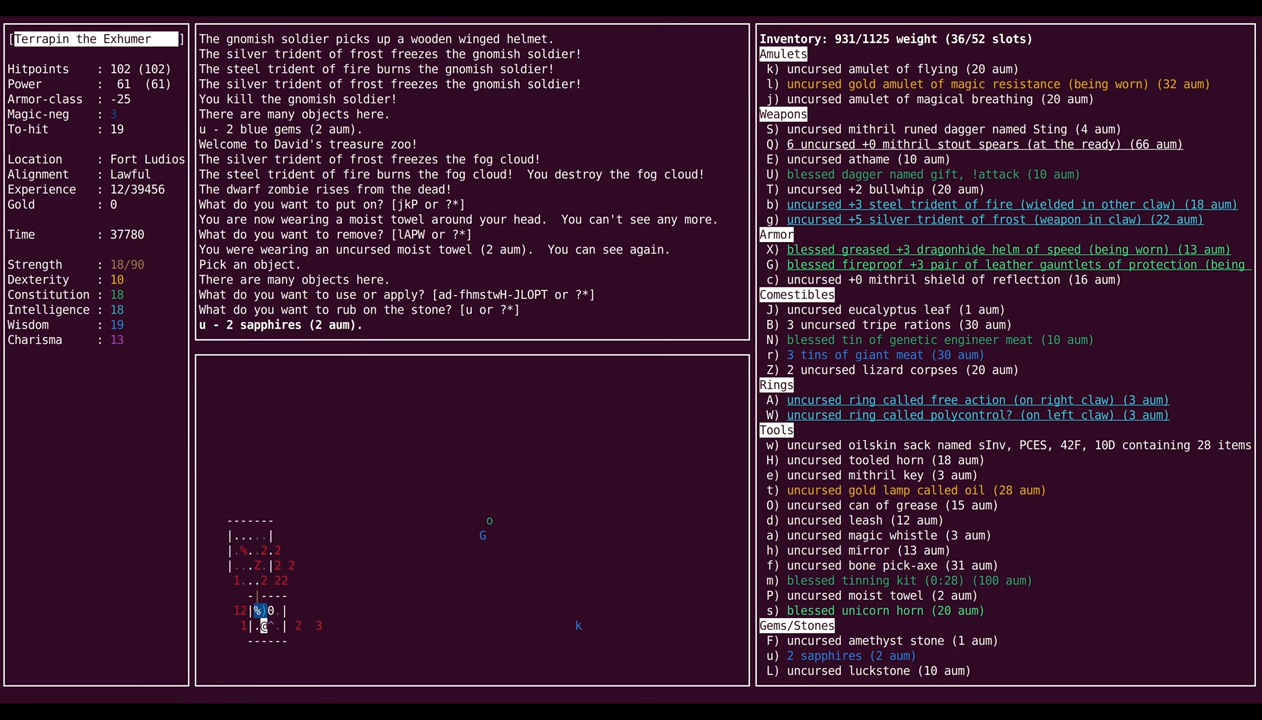 [Terrapin the Exhumer ]
Hitpoints : 102 (102)
Power : 61 (61)
Armor-class : -25
Magic-neg : 3
To-hit : 19
Location : Fort Ludios
Alignment : Lawful
Experience : 12/39456
Gold : 0
Time : 37780
Strength : 18/90
Dexterity : 10
Constitution : 18
Intelligence : 18
Wisdom : 19
Charisma : 13
The gnomish soldier picks up a wooden winged helmet.
The silver trident of frost freezes the gnomish soldier!
The steel trident of fire burns the gnomish soldier!
The silver trident of frost freezes the gnomish soldier!
You kill the gnomish soldier!
There are many objects here.
u - 2 blue gems (2 aum).
Welcome to David's treasure zoo!
The silver trident of frost freezes the fog cloud!
The steel trident of fire burns the fog cloud!  You destroy the fog cloud!
The dwarf zombie rises from the dead!
What do you want to put on? [jkP or ?*]
You are now wearing a moist towel around your head.  You can't see any more.
What do you want to remove? [lAPW or ?*]
You were wearing an uncursed moist towel (2 aum).  You can see again.
Pick an object.
There are many objects here.
What do you want to use or apply? [ad-fhmstwH-JLOPT or ?*]
What do you want to rub on the stone? [u or ?*]
u - 2 sapphires (2 aum).
o
-------
|.....|      G
|.%..2.2
|...Z.|2 2
1...2 22
-|----
12|%)0.|
1|.@^.| 2  3      k
------
Inventory: 931/1125 weight (36/52 slots)
Amulets
k) uncursed amulet of flying (20 aum)
l) uncursed gold amulet of magic resistance (being worn) (32 aum)
j) uncursed amulet of magical breathing (20 aum)
Weapons
S) uncursed mithril runed dagger named Sting (4 aum)
Q) 6 uncursed +0 mithril stout spears (at the ready) (66 aum)
E) uncursed athame (10 aum)
U) blessed dagger named gift, !attack (10 aum)
T) uncursed +2 bullwhip (20 aum)
b) uncursed +3 steel trident of fire (wielded in other claw) (18 aum)
g) uncursed +5 silver trident of frost (weapon in claw) (22 aum)
Armor
X) blessed greased +3 dragonhide helm of speed (being worn) (13 aum)
G) blessed fireproof +3 pair of leather gauntlets of protection (being
c) uncursed +0 mithril shield of reflection (16 aum)
Comestibles
J) uncursed eucalyptus leaf (1 aum)
B) 3 uncursed tripe rations (30 aum)
N) blessed tin of genetic engineer meat (10 aum)
r) 3 tins of giant meat (30 aum)
Z) 2 uncursed lizard corpses (20 aum)
Rings
A) uncursed ring called free action (on right claw) (3 aum)
W) uncursed ring called polycontrol? (on left claw) (3 aum)
Tools
w) uncursed oilskin sack named sInv, PCES, 42F, 10D containing 28 items
H) uncursed tooled horn (18 aum)
e) uncursed mithril key (3 aum)
t) uncursed gold lamp called oil (28 aum)
O) uncursed can of grease (15 aum)
d) uncursed leash (12 aum)
a) uncursed magic whistle (3 aum)
h) uncursed mirror (13 aum)
f) uncursed bone pick-axe (31 aum)
m) blessed tinning kit (0:28) (100 aum)
P) uncursed moist towel (2 aum)
s) blessed unicorn horn (20 aum)
Gems/Stones
F) uncursed amethyst stone (1 aum)
u) 2 sapphires (2 aum)
L) uncursed luckstone (10 aum)